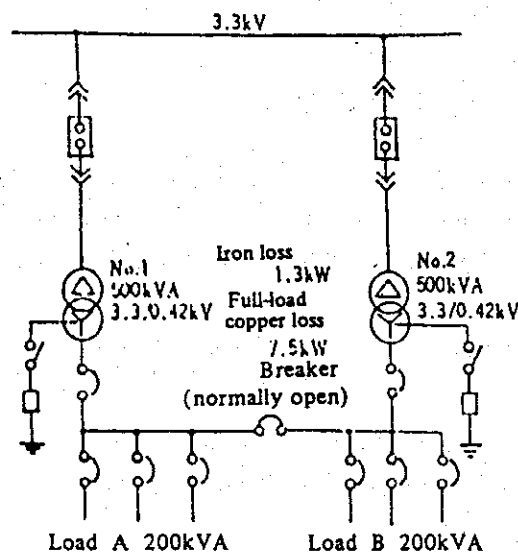 3.3kV
No.1
500kVA
3.3/0.42kV
Iron loss
1.3kW
Full-load
copper loss
7.5kW
Breaker
(normally open)
No.2
500kVA
3.3/0.42kV
Load A 200kVA
Load B 200kVA